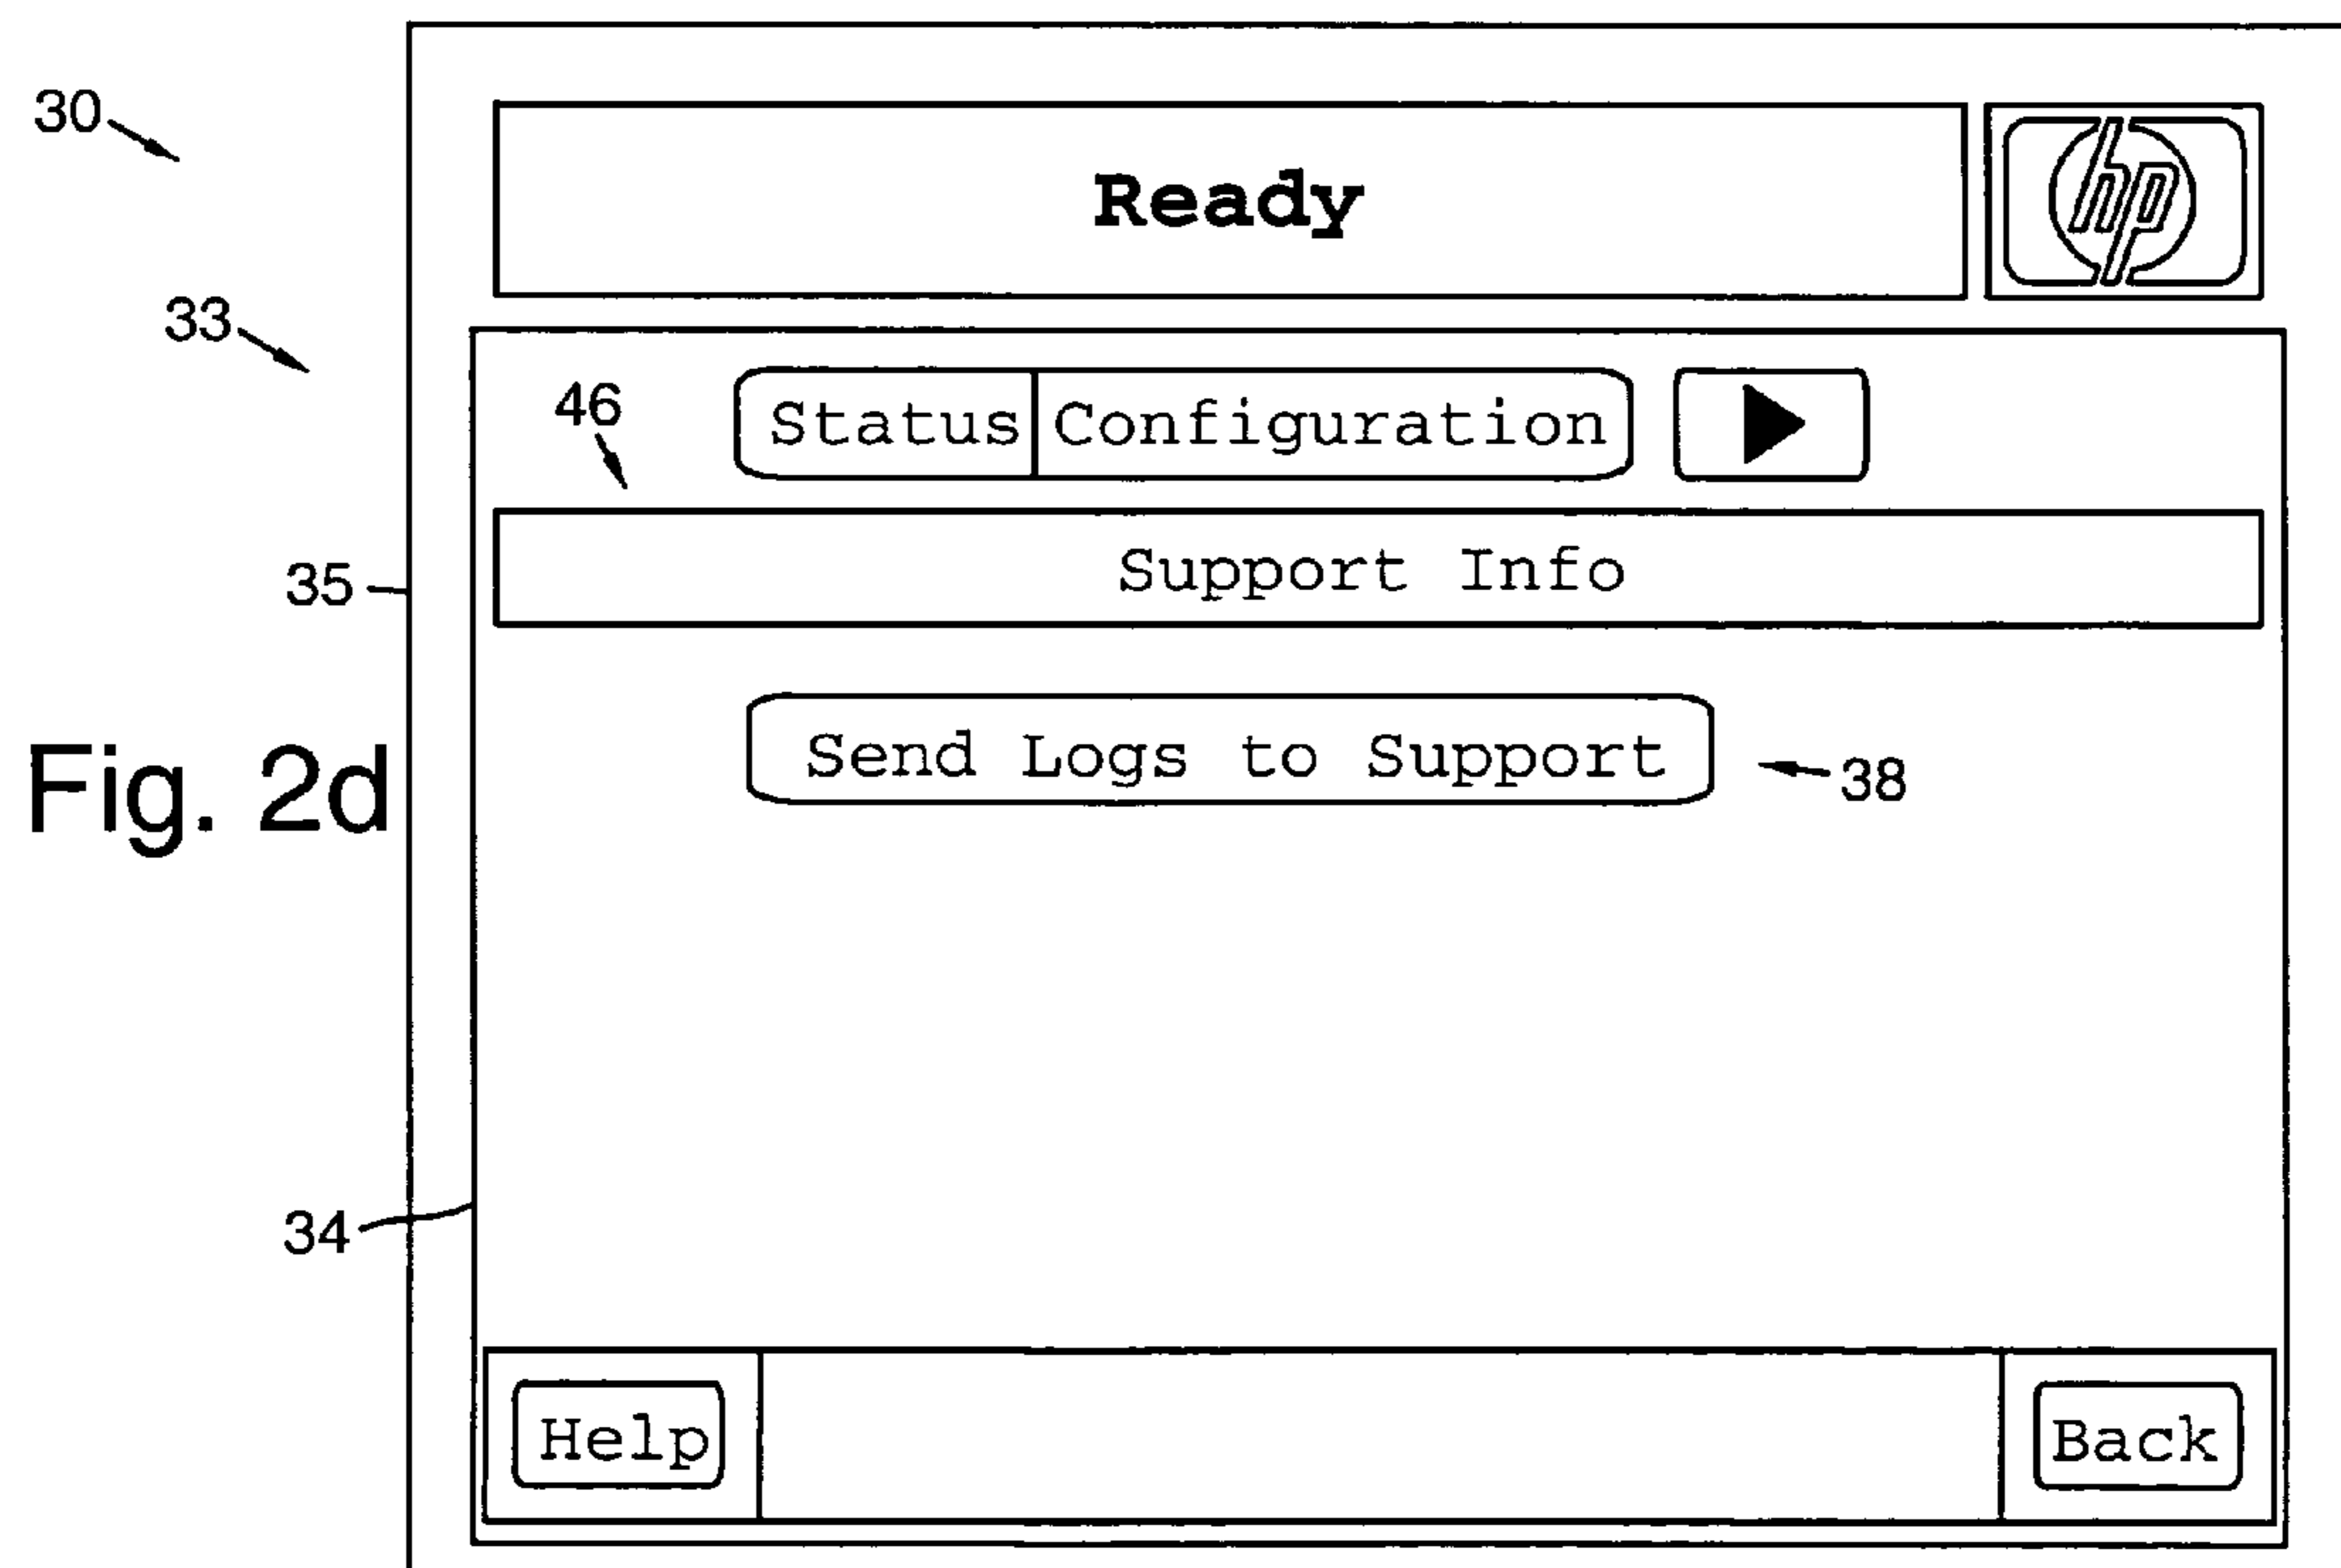 30
Ready
hp
33
46
Status Configuration
35
Support Info
Fig. 2d
Send Logs to Support
38
34
Help
Back